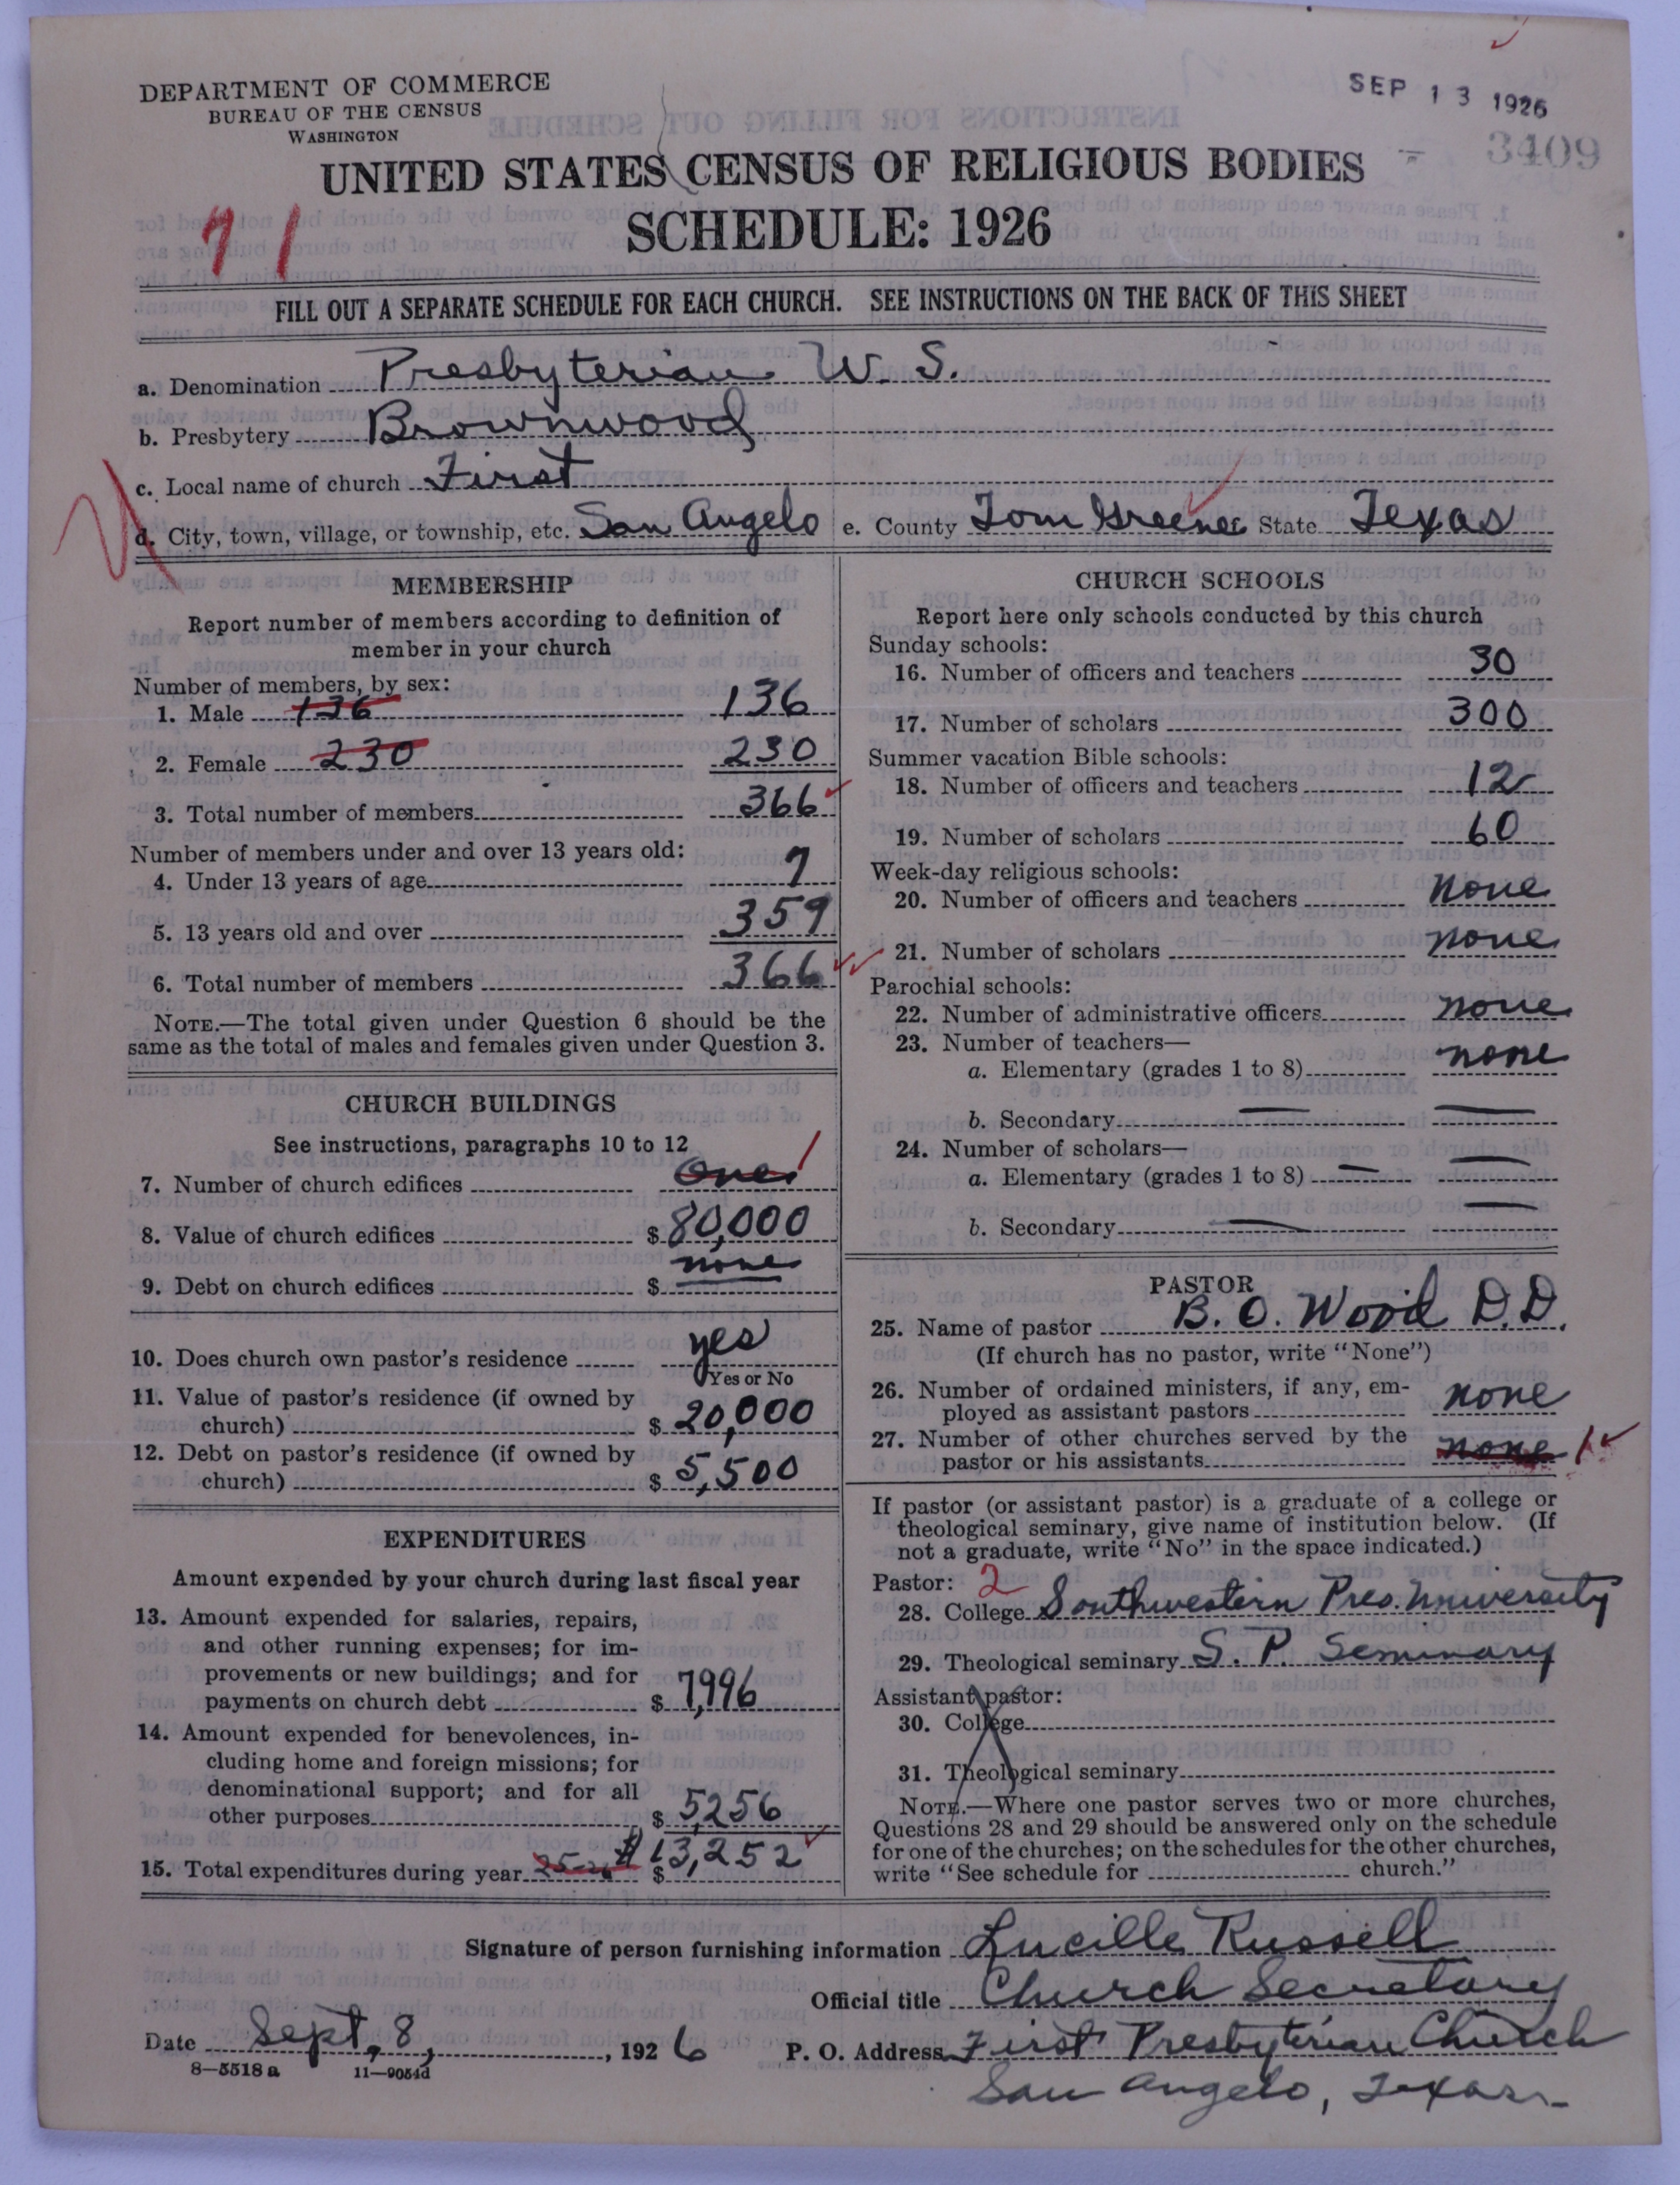 SEP 13 1926
3409
DEPARTMENT OF COMMERCE
BUREAU OF THE CENSUS
WASHINGTON
UNITED STATES CENSUS OF RELIGIOUS BODIES
SCHEDULE: 1926
71
FILL OUT A SEPARATE SCHEDULE FOR EACH CHURCH. SEE INSTRUCTIONS ON THE BACK OF THIS SHEET
a. Denomination Presbyterian U. S.
b. Presbytery Brownwood
c. Local name of church First
d. City, town, village, or township, etc. San Angelo e. County Tom Greene f. State Texas
MEMBERSHIP
Report number of members according to definition of
member in your church
Number of members, by sex:
1. Male 136 136
2. Female 230 230
3. Total number of members 366
Number of members under and over 13 years old:
4. Under 13 years of age 7
5. 13 years old and over 359
6. Total number of members 366
NOTE.—The total given under Question 6 should be the
same as the total of males and females given under Question 3.
CHURCH BUILDINGS
See instructions, paragraphs 10 to 12
7. Number of church edifices One 1
8. Value of church edifices $ 80,000
9. Debt on church edifices $ none
10. Does church own pastor's residence yes
Yes or No
11. Value of pastor's residence (if owned by
church) $ 20,000
12. Debt on pastor's residence (if owned by
church) $ 5,500
EXPENDITURES
Amount expended by your church during last fiscal year
13. Amount expended for salaries, repairs,
and other running expenses; for im-
provements or new buildings; and for
payments on church debt $ 7,996
14. Amount expended for benevolences, in-
cluding home and foreign missions; for
denominational support; and for all
other purposes $ 5,256
15. Total expenditures during year $ $13,252
CHURCH SCHOOLS
Report here only schools conducted by this church
Sunday schools:
16. Number of officers and teachers 30
17. Number of scholars 300
Summer vacation Bible schools:
18. Number of officers and teachers 12
19. Number of scholars 60
Week-day religious schools:
20. Number of officers and teachers none
21. Number of scholars none
Parochial schools:
22. Number of administrative officers none
23. Number of teachers—
a. Elementary (grades 1 to 8) none
b. Secondary
24. Number of scholars—
a. Elementary (grades 1 to 8)
b. Secondary
PASTOR
25. Name of pastor B. O. Wood D.D.
(If church has no pastor, write "None")
26. Number of ordained ministers, if any, em-
ployed as assistant pastors none
27. Number of other churches served by the
pastor or his assistants none 1
If pastor (or assistant pastor) is a graduate of a college or
theological seminary, give name of institution below. (If
not a graduate, write "No" in the space indicated.)
Pastor: 2
28. College Southwestern Pres. University
29. Theological seminary S. P. Seminary
Assistant pastor:
30. College
31. Theological seminary
NOTE.—Where one pastor serves two or more churches,
Questions 28 and 29 should be answered only on the schedule
for one of the churches; on the schedules for the other churches,
write "See schedule for church."
Signature of person furnishing information Lucille Russell
Official title Church Secretary
Date Sept. 8, 1926 P. O. Address First Presbyterian Church
San Angelo, Texas
8—5518a 11—9054d